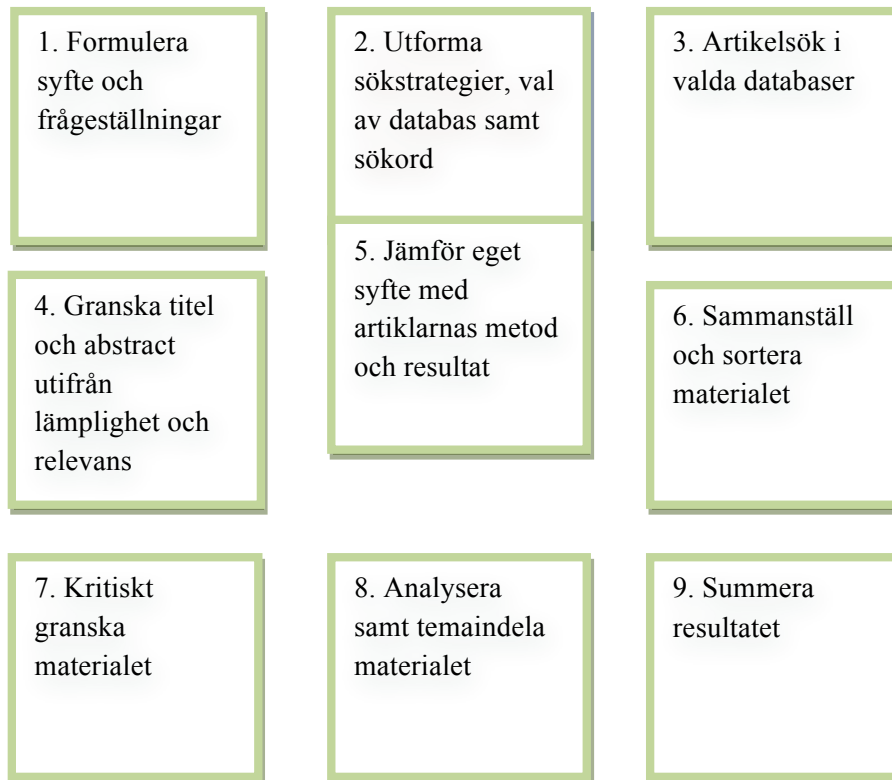 1. Formulera
syfte och
frågeställningar
2. Utforma
sökstrategier, val
av databas samt
sökord
3. Artikelsök i
valda databaser
4. Granska titel
och abstract
utifrån
lämplighet och
relevans
5. Jämför eget
syfte med
artiklarnas metod
och resultat
6. Sammanställ
och sortera
materialet
7. Kritiskt
granska
materialet
8. Analysera
samt temaindela
materialet
9. Summera
resultatet